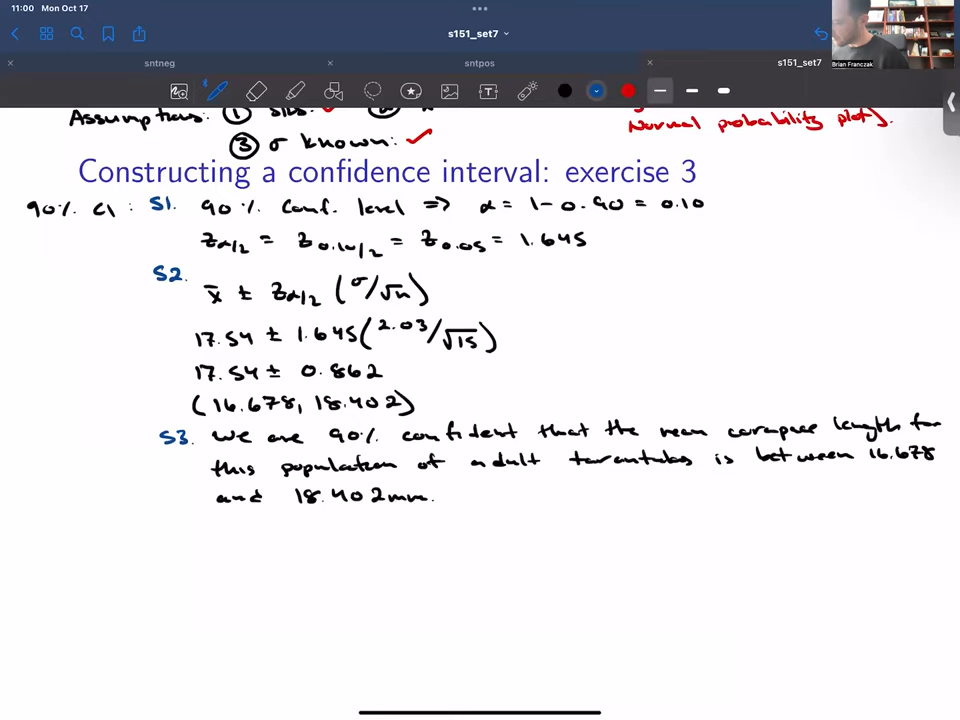 11:00 Mon Oct 17
s151_set7
sntneg
sntpos
s151_set7
Brian Franczak
Assumptions: ① SRS: ✓ ②
Normal probability plot).
③ σ known: ✓
Constructing a confidence interval: exercise 3
90% CI: S1. 90% conf. level ⇒ α = 1 - 0.90 = 0.10
Zα/2 = Z0.10/2 = Z0.05 = 1.645
S2.
x̄ ± Zα/2 (σ/√n)
17.54 ± 1.645(2.03/√15)
17.54 ± 0.862
(16.678, 18.402)
S3. We are 90% confident that the mean carapace length for
this population of adult tarantulas is between 16.678
and 18.402mm.